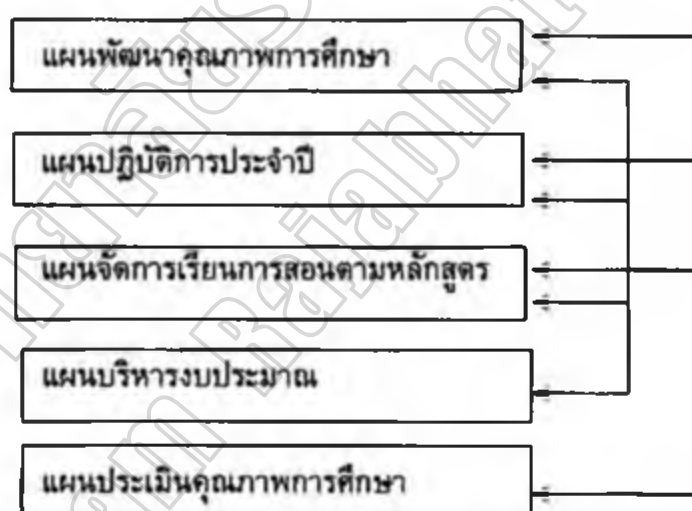 แผนพัฒนาคุณภาพการศึกษา
แผนปฏิบัติการประจำปี
แผนจัดการเรียนการสอนตามหลักสูตร
แผนบริหารงบประมาณ
แผนประเมินคุณภาพการศึกษา
Rajabhat